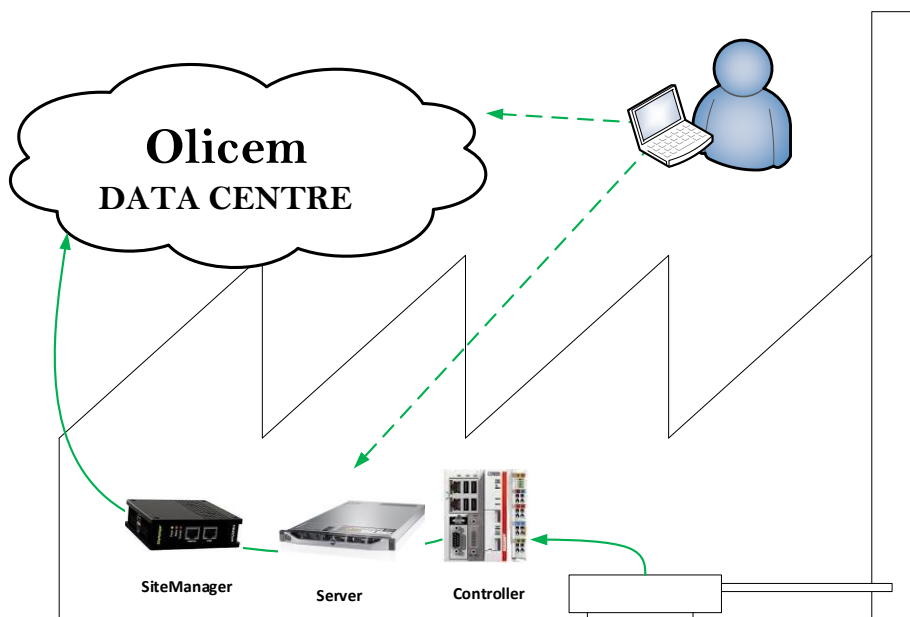 Olicem
DATA CENTRE
SiteManager
Server
Controller